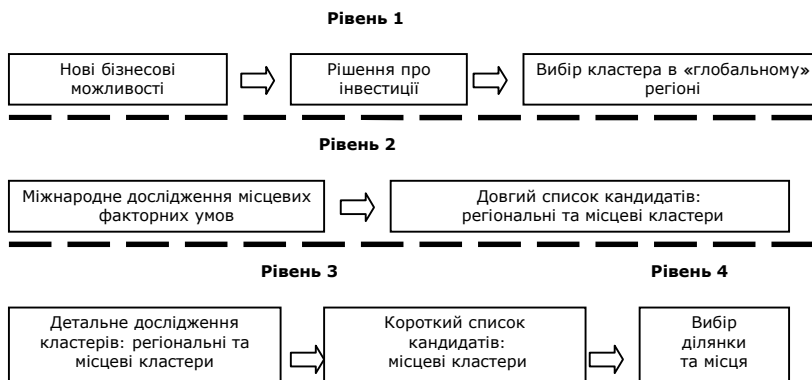 Рівень 1
Нові бізнесові
можливості
Рішення про
інвестиції
Вибір кластера в «глобальному»
регіоні
Рівень 2
Міжнародне дослідження місцевих
факторних умов
Довгий список кандидатів:
регіональні та місцеві кластери
Рівень 3
Рівень 4
Детальне дослідження
кластерів: регіональні та
місцеві кластери
Короткий список
кандидатів:
місцеві кластери
Вибір
ділянки
та місця